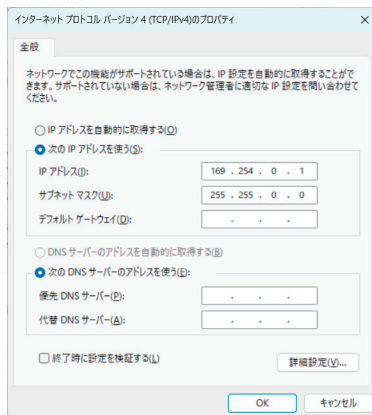 インターネット プロトコル バージョン 4 (TCP/IPv4)のプロパティ
全般
ネットワークでこの機能がサポートされている場合は、IP 設定を自動的に取得することがで
きます。サポートされていない場合は、ネットワーク管理者に適切な IP 設定を問い合わせて
ください。
IP アドレスを自動的に取得する(O)
次の IP アドレスを使う(S):
IP アドレス(I): 169 . 254 . 0 . 1
サブネット マスク(U): 255 . 255 . 0 . 0
デフォルト ゲートウェイ(D): . . .
DNS サーバーのアドレスを自動的に取得する(B)
次の DNS サーバーのアドレスを使う(E):
優先 DNS サーバー(P): . . .
代替 DNS サーバー(A): . . .
終了時に設定を検証する(L)
詳細設定(V)...
OK キャンセル